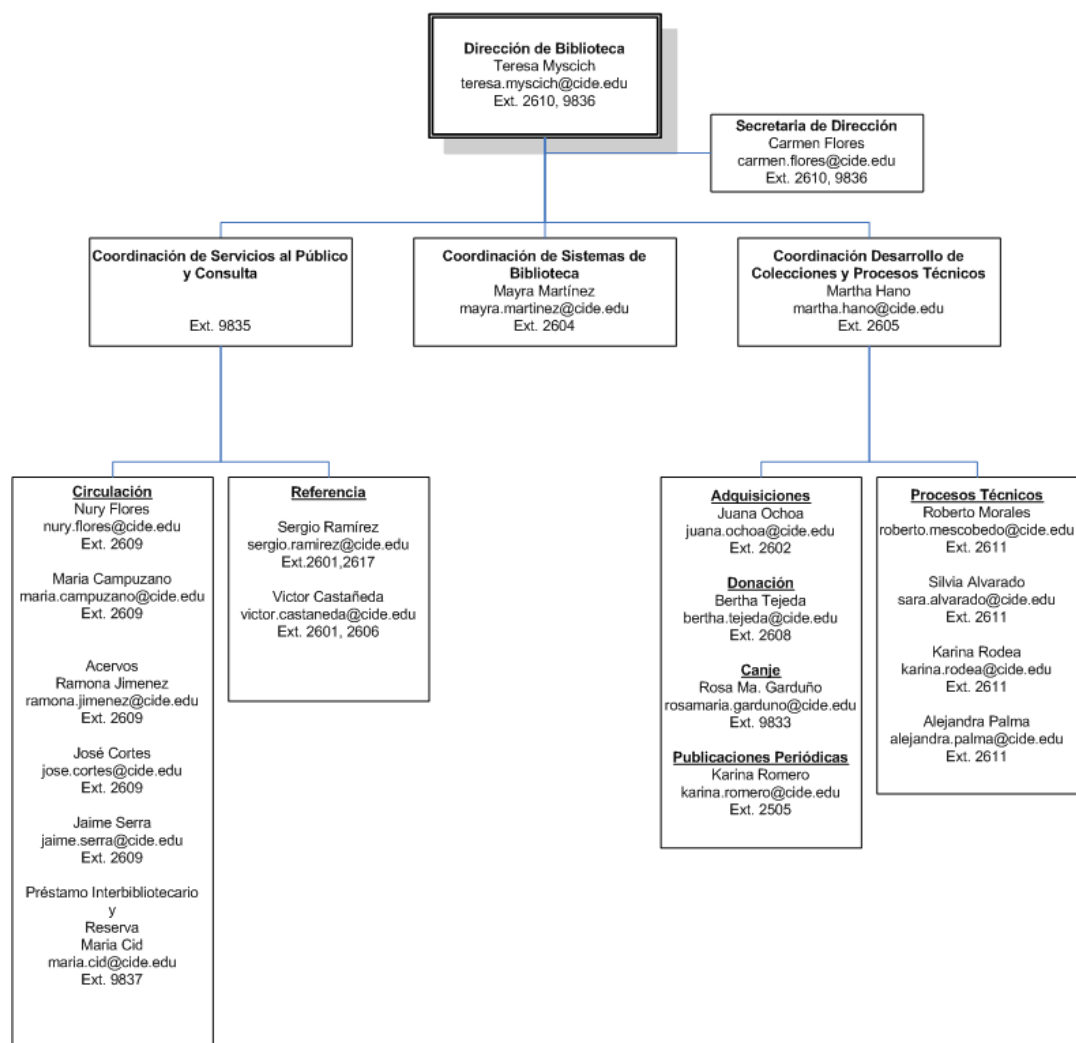 Dirección de Biblioteca
Teresa Myscich
teresa.myscich@cide.edu
Ext. 2610, 9836
Secretaria de Dirección
Carmen Flores
carmen.flores@cide.edu
Ext. 2610, 9836
Coordinación de Servicios al Público
y Consulta
Ext. 9835
Coordinación de Sistemas de
Biblioteca
Mayra Martínez
mayra.martinez@cide.edu
Ext. 2604
Coordinación Desarrollo de
Colecciones y Procesos Técnicos
Martha Hano
martha.hano@cide.edu
Ext. 2605
Circulación
Nury Flores
nury.flores@cide.edu
Ext. 2609
Maria Campuzano
maria.campuzano@cide.edu
Ext. 2609
Acervos
Ramona Jimenez
ramona.jimenez@cide.edu
Ext. 2609
José Cortes
jose.cortes@cide.edu
Ext. 2609
Jaime Serra
jaime.serra@cide.edu
Ext. 2609
Préstamo Interbibliotecario
y
Reserva
Maria Cid
maria.cid@cide.edu
Ext. 9837
Referencia
Sergio Ramírez
sergio.ramirez@cide.edu
Ext.2601,2617
Victor Castañeda
victor.castaneda@cide.edu
Ext. 2601, 2606
Adquisiciones
Juana Ochoa
juana.ochoa@cide.edu
Ext. 2602
Donación
Bertha Tejeda
bertha.tejeda@cide.edu
Ext. 2608
Canje
Rosa Ma. Garduño
rosamaria.garduno@cide.edu
Ext. 9833
Publicaciones Periódicas
Karina Romero
karina.romero@cide.edu
Ext. 2505
Procesos Técnicos
Roberto Morales
roberto.mescobedo@cide.edu
Ext. 2611
Silvia Alvarado
sara.alvarado@cide.edu
Ext. 2611
Karina Rodea
karina.rodea@cide.edu
Ext. 2611
Alejandra Palma
alejandra.palma@cide.edu
Ext. 2611